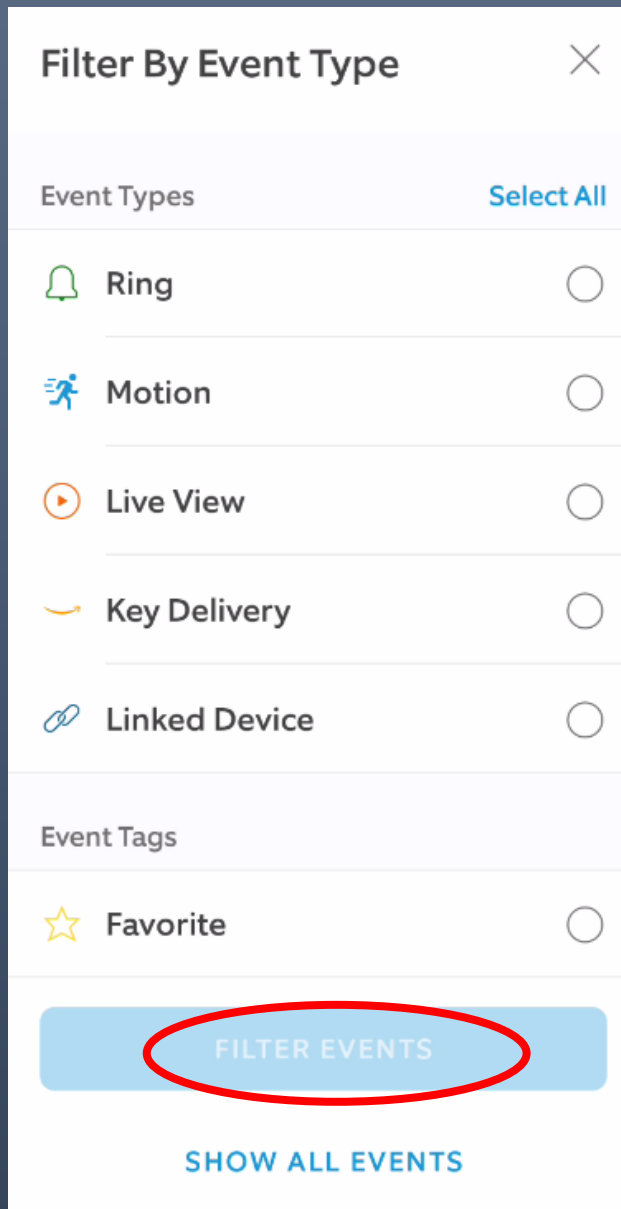 Filter By Event Type
Event Types Select All
Ring
Motion
Live View
Key Delivery
Linked Device
Event Tags
Favorite
FILTER EVENTS
SHOW ALL EVENTS